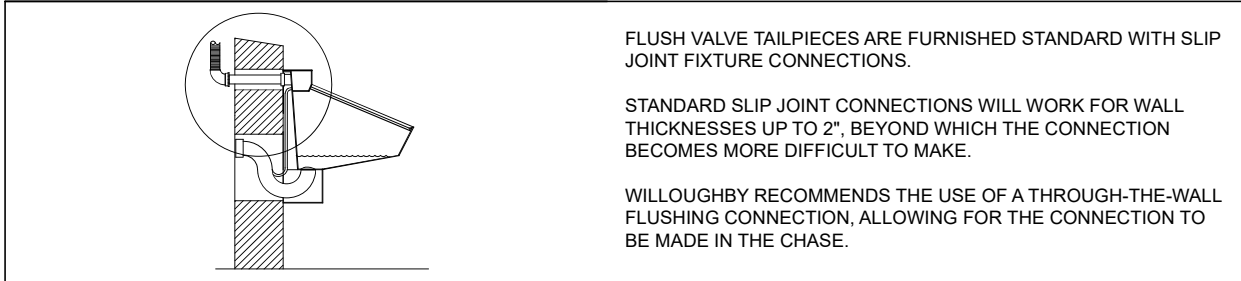 FLUSH VALVE TAILPIECES ARE FURNISHED STANDARD WITH SLIP
JOINT FIXTURE CONNECTIONS.
STANDARD SLIP JOINT CONNECTIONS WILL WORK FOR WALL
THICKNESSES UP TO 2", BEYOND WHICH THE CONNECTION
BECOMES MORE DIFFICULT TO MAKE.
WILLOUGHBY RECOMMENDS THE USE OF A THROUGH-THE-WALL
FLUSHING CONNECTION, ALLOWING FOR THE CONNECTION TO
BE MADE IN THE CHASE.